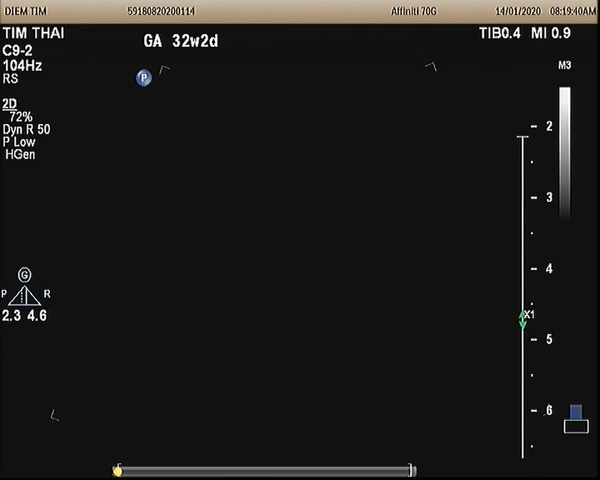 DIEM TIM 59180820200114 Affiniti 70G 14/01/2020 08:19:40AM
TIM THAI GA 32w2d TIB0.4 MI 0.9
C9-2
104Hz
RS
P
M3
2D
72%
Dyn R 50
P Low
HGen
2
3
4
G
P R
2.3 4.6
X1
5
6